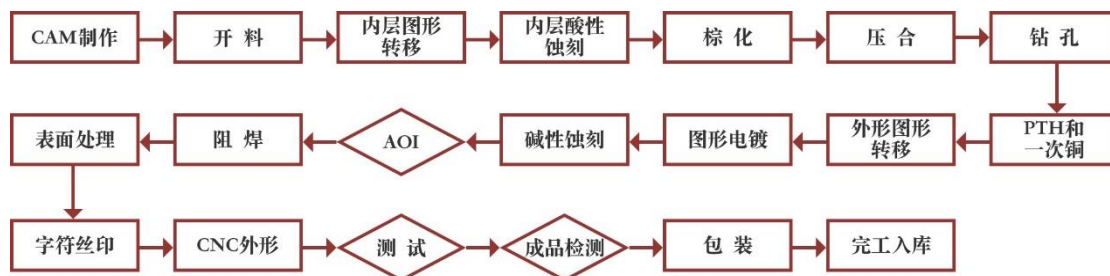 CAM制作
开 料
内层图形
转移
内层酸性
蚀刻
棕 化
压 合
钻 孔
PTH和
一次铜
外形图形
转移
图形电镀
碱性蚀刻
AOI
阻 焊
表面处理
字符丝印
CNC外形
测 试
成品检测
包 装
完工入库